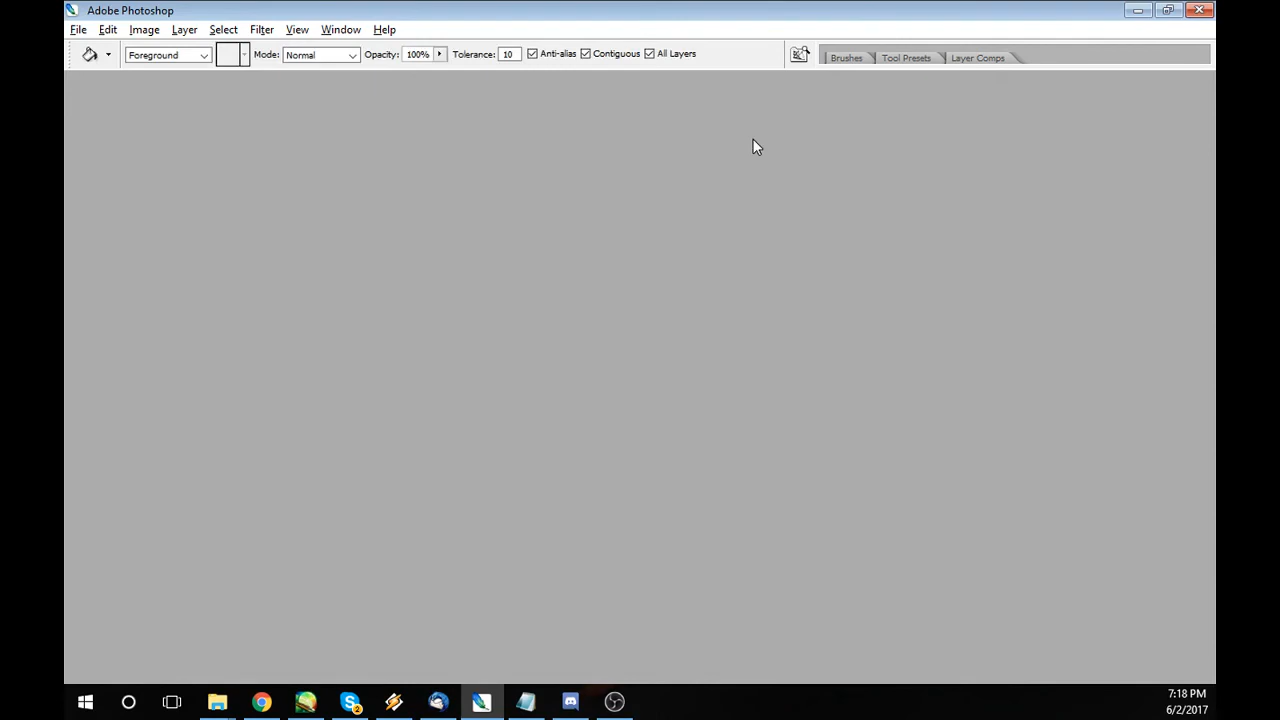 Adobe Photoshop
File Edit Image Layer Select Filter View Window Help
Foreground Mode: Normal Opacity: 100% Tolerance: 10 Anti-alias Contiguous All Layers Brushes Tool Presets Layer Comps
2
7:18 PM
6/2/2017